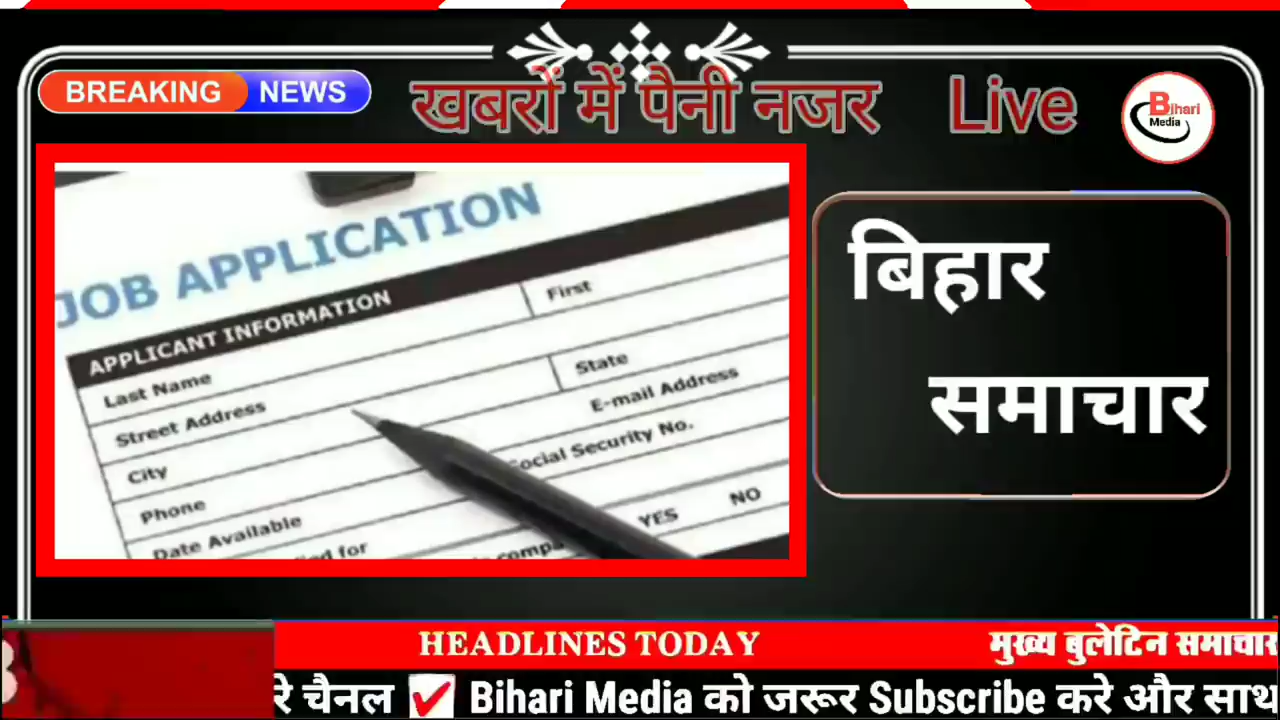 BREAKING NEWS
खबरों में पैनी नजर Live
Bihari
Media
JOB APPLICATION
APPLICANT INFORMATION
Last Name
First
Street Address
State
City
E-mail Address
Phone
Social Security No.
Date Available
YES NO
for
बिहार
समाचार
HEADLINES TODAY
मुख्य बुलेटिन समाचार
चैनल ✅ Bihari Media को जरूर Subscribe करे और साथ